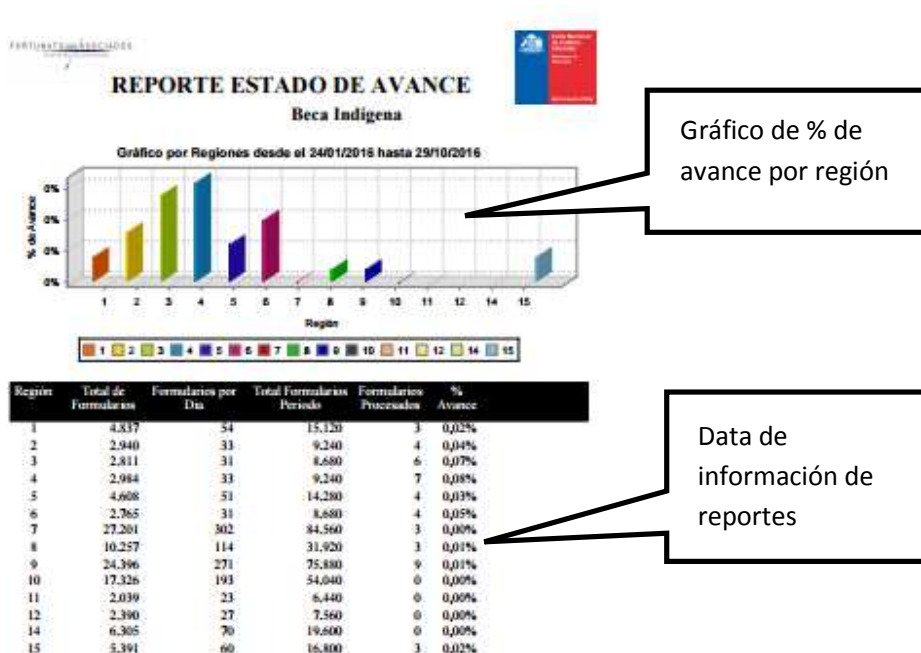 FORTUNATO ASOCIADOS
REPORTE ESTADO DE AVANCE
Beca Indígena
Gráfico por Regiones desde el 24/01/2016 hasta 29/10/2016
% de Avance
0%
0%
0%
0%
1 2 3 4 5 6 7 8 9 10 11 12 14 15
Región
1 2 3 4 5 6 7 8 9 10 11 12 14 15
Gráfico de % de
avance por región
Región Total de Formularios Formularios por Total Formularios Formularios %
Formularios Dia Periodo Procesados Avance
1 4.837 54 15.120 3 0,02%
2 2.940 33 9.240 4 0,04%
3 2.811 31 8.680 6 0,07%
4 2.984 33 9.240 7 0,08%
5 4.608 51 14.280 4 0,03%
6 2.765 31 8.680 4 0,05%
7 27.201 302 84.560 3 0,00%
8 10.257 114 31.920 3 0,01%
9 24.396 271 75.880 9 0,01%
10 17.326 193 54.040 0 0,00%
11 2.039 23 6.440 0 0,00%
12 2.390 27 7.560 0 0,00%
14 6.305 70 19.600 0 0,00%
15 5.391 60 16.800 3 0,02%
Data de
información de
reportes